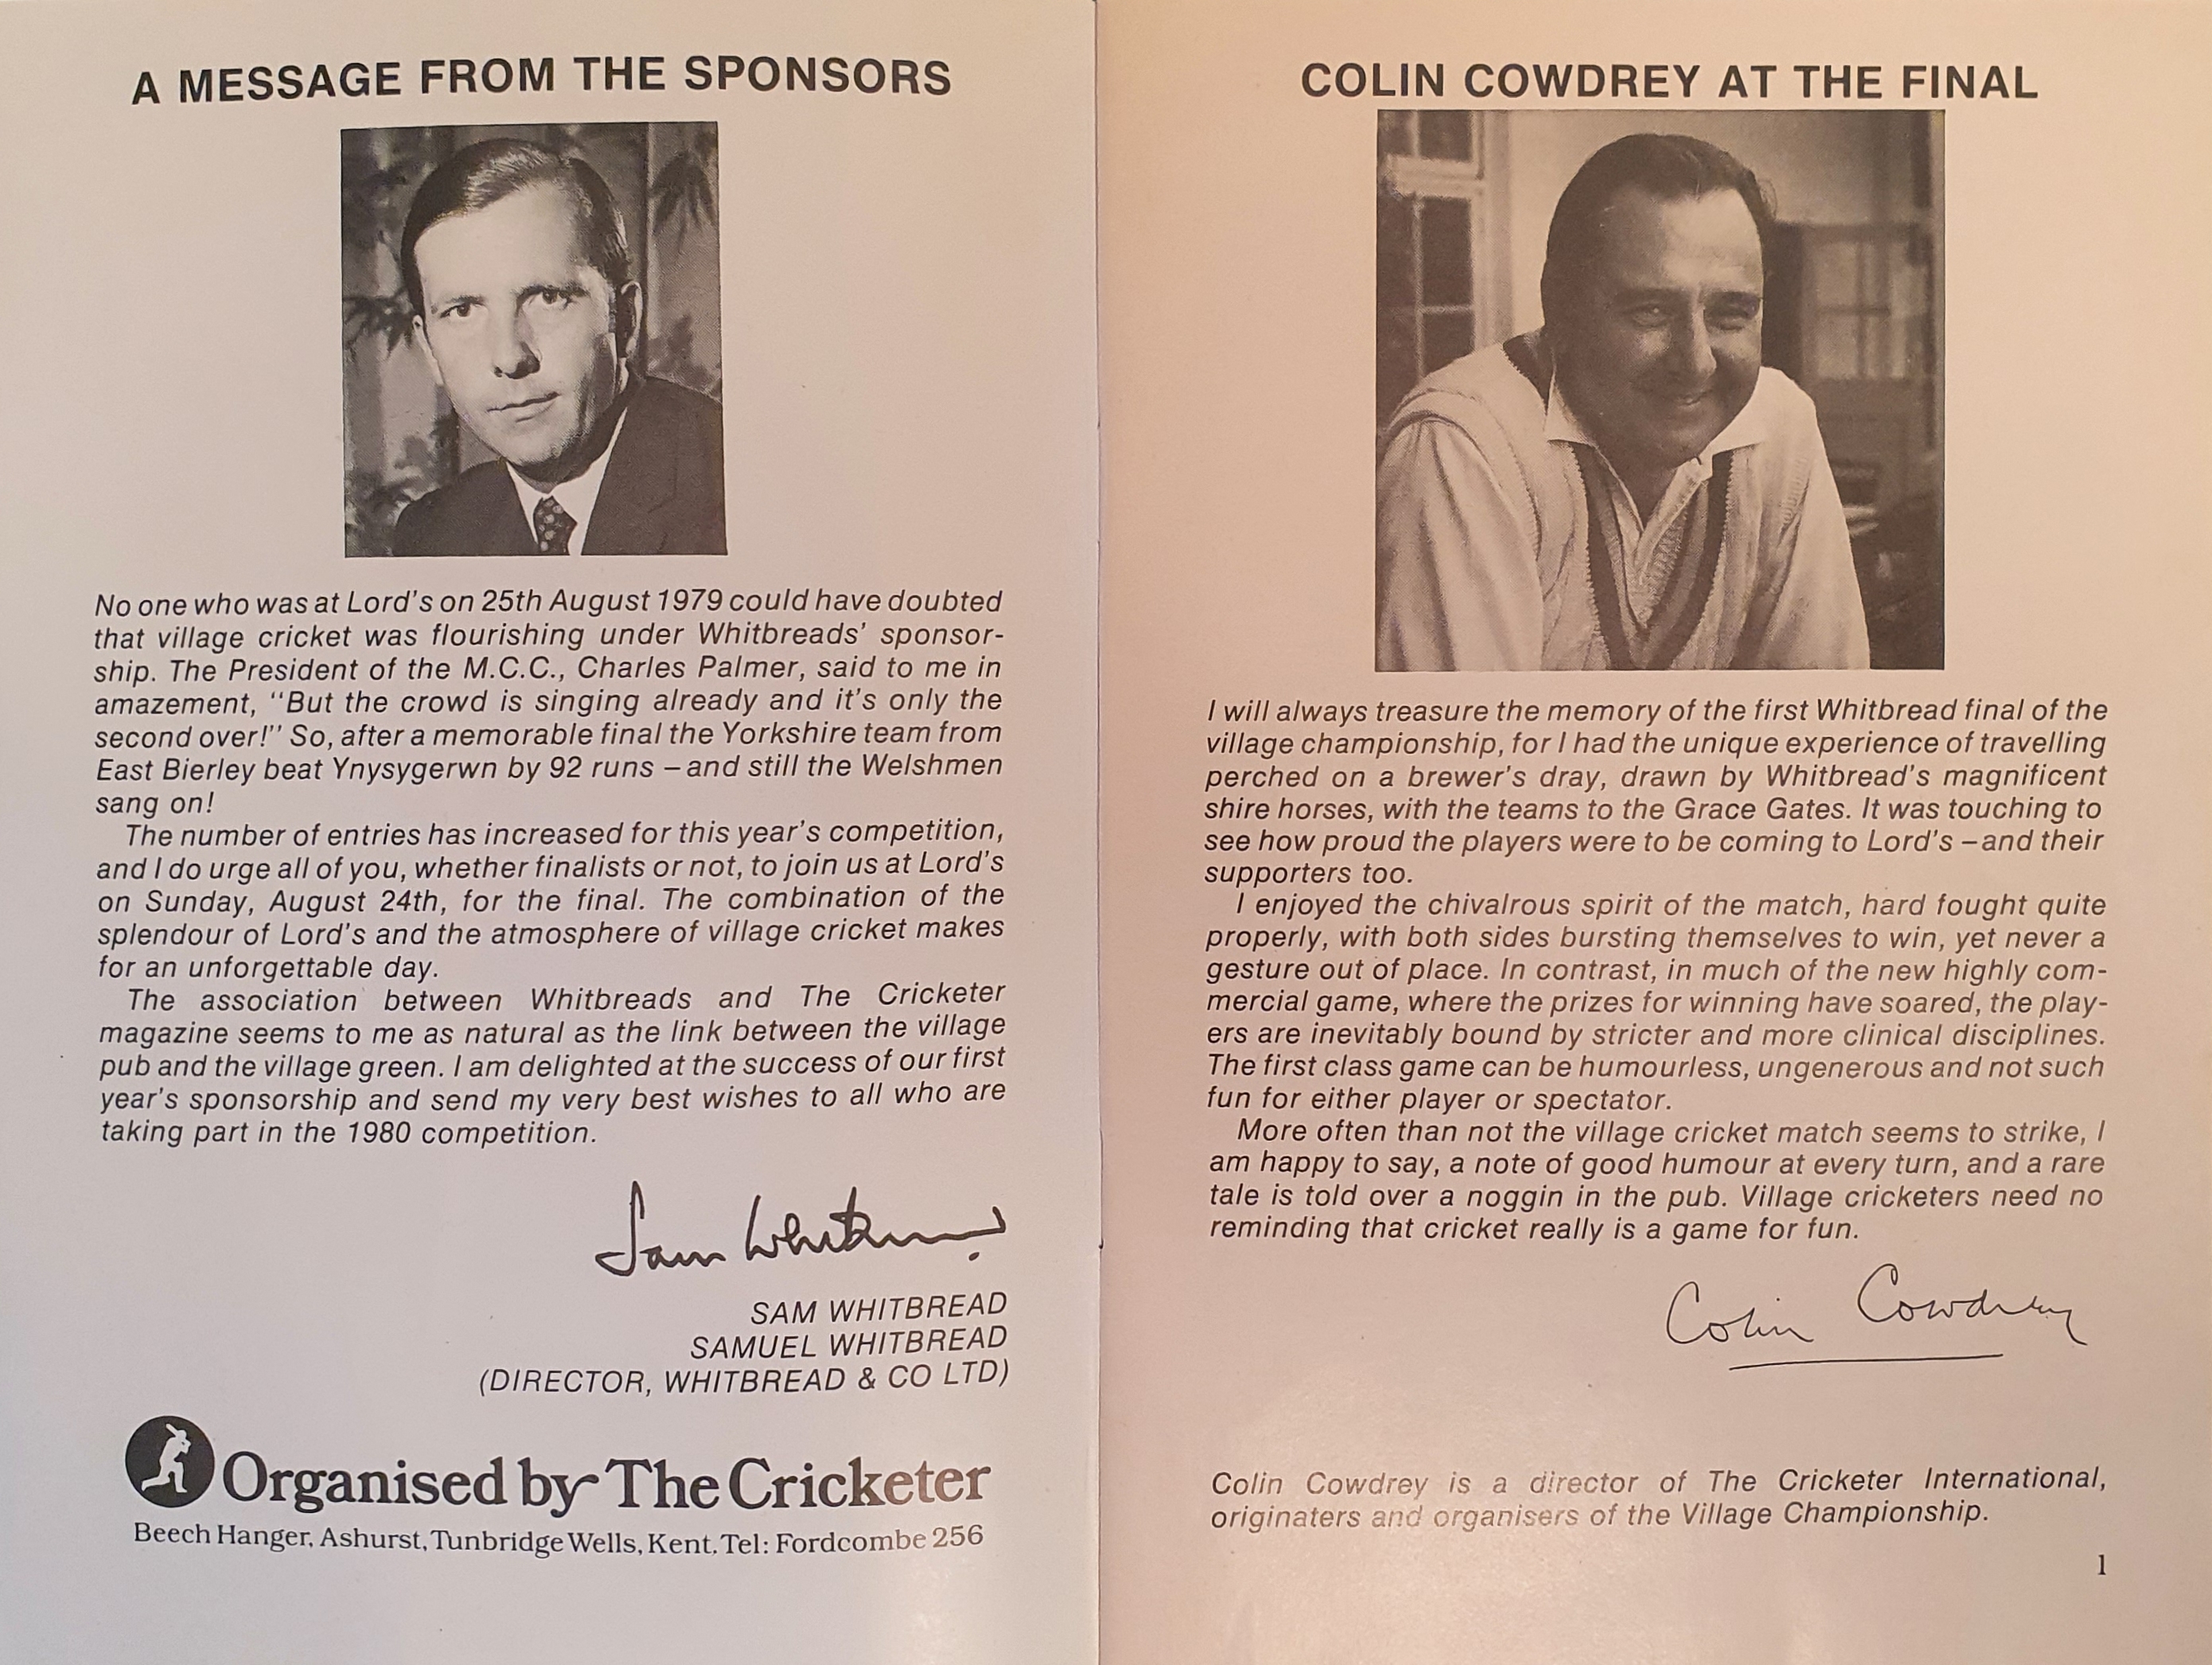 A MESSAGE FROM THE SPONSORS
No one who was at Lord's on 25th August 1979 could have doubted
that village cricket was flourishing under Whitbreads' sponsor-
ship. The President of the M.C.C., Charles Palmer, said to me in
amazement, "But the crowd is singing already and it's only the
second over!" So, after a memorable final the Yorkshire team from
East Bierley beat Ynysygerwn by 92 runs – and still the Welshmen
sang on!
The number of entries has increased for this year's competition,
and I do urge all of you, whether finalists or not, to join us at Lord's
on Sunday, August 24th, for the final. The combination of the
splendour of Lord's and the atmosphere of village cricket makes
for an unforgettable day.
The association between Whitbreads and The Cricketer
magazine seems to me as natural as the link between the village
pub and the village green. I am delighted at the success of our first
year's sponsorship and send my very best wishes to all who are
taking part in the 1980 competition.
Sam Whitbread
SAM WHITBREAD
SAMUEL WHITBREAD
(DIRECTOR, WHITBREAD & CO LTD)
Organised by The Cricketer
Beech Hanger, Ashurst, Tunbridge Wells, Kent. Tel: Fordcombe 256
COLIN COWDREY AT THE FINAL
I will always treasure the memory of the first Whitbread final of the
village championship, for I had the unique experience of travelling
perched on a brewer's dray, drawn by Whitbread's magnificent
shire horses, with the teams to the Grace Gates. It was touching to
see how proud the players were to be coming to Lord's – and their
supporters too.
I enjoyed the chivalrous spirit of the match, hard fought quite
properly, with both sides bursting themselves to win, yet never a
gesture out of place. In contrast, in much of the new highly com-
mercial game, where the prizes for winning have soared, the play-
ers are inevitably bound by stricter and more clinical disciplines.
The first class game can be humourless, ungenerous and not such
fun for either player or spectator.
More often than not the village cricket match seems to strike, I
am happy to say, a note of good humour at every turn, and a rare
tale is told over a noggin in the pub. Village cricketers need no
reminding that cricket really is a game for fun.
Colin Cowdrey
Colin Cowdrey is a director of The Cricketer International,
originaters and organisers of the Village Championship.
1